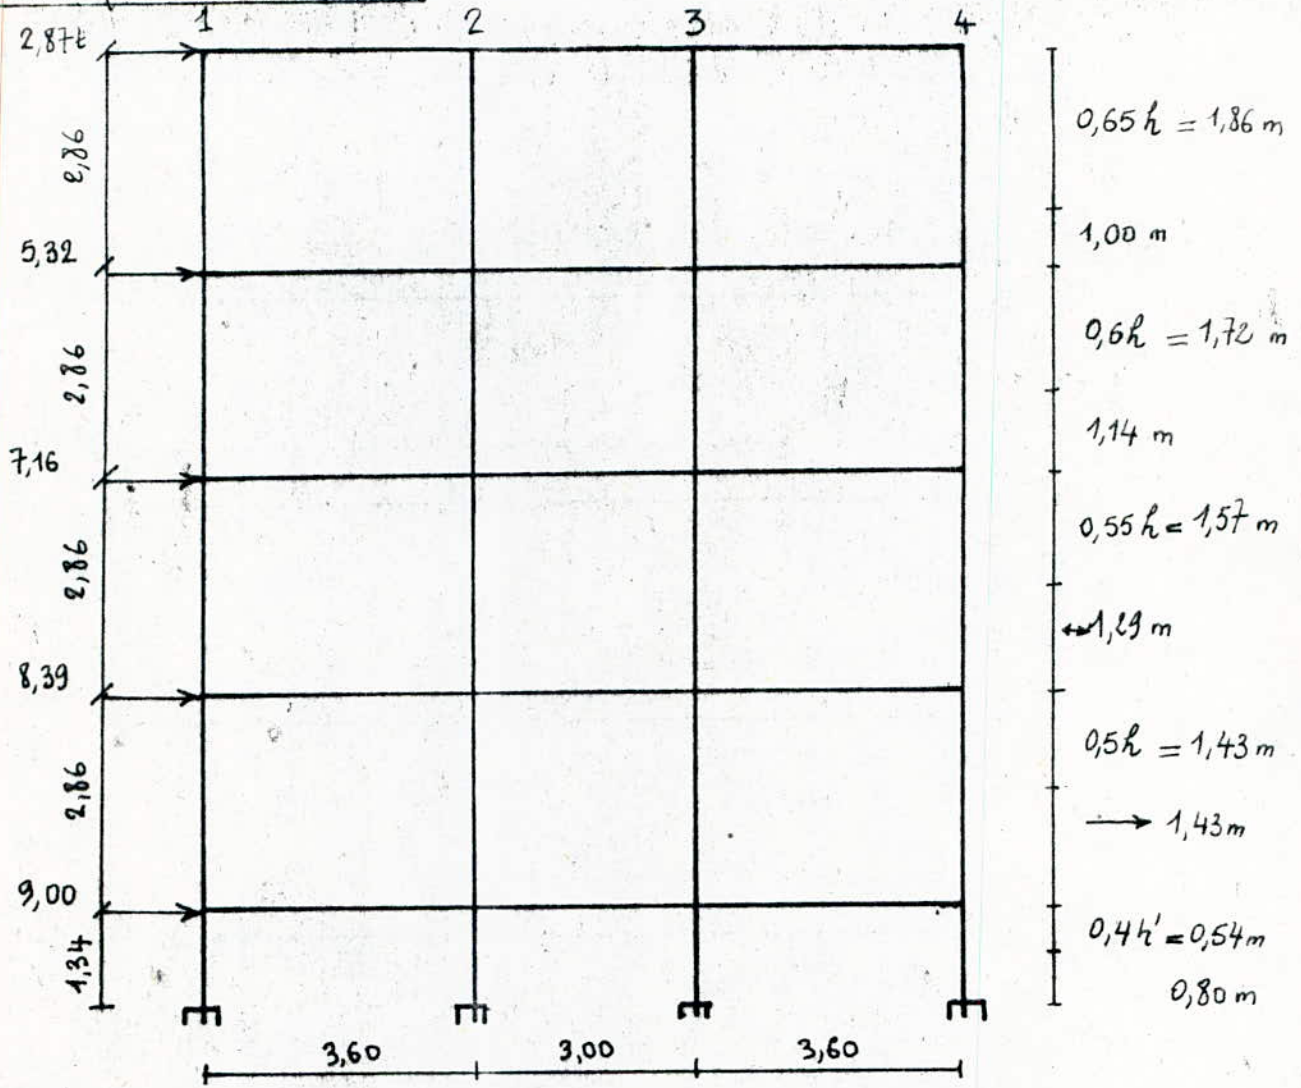 1 2 3 4
2,87t
2,86
0,65 h = 1,86 m
1,00 m
5,32
2,86
0,6h = 1,72 m
1,14 m
7,16
2,86
0,55 h = 1,57 m
1,29 m
8,39
2,86
0,5h = 1,43 m
1,43 m
9,00
1,34
0,4h' = 0,54 m
0,80 m
3,60 3,00 3,60